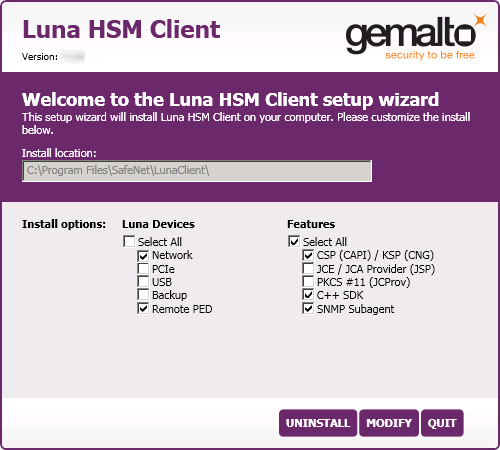 Luna HSM Client
Version:
gemalto
security to be free
Welcome to the Luna HSM Client setup wizard
This setup wizard will install Luna HSM Client on your computer. Please customize the install
below.
Install location:
C:\Program Files\SafeNet\LunaClient\
Install options:
Luna Devices
Select All
Network
PCIe
USB
Backup
Remote PED
Features
Select All
CSP (CAPI) / KSP (CNG)
JCE / JCA Provider (JSP)
PKCS #11 (JCProv)
C++ SDK
SNMP Subagent
UNINSTALL
MODIFY
QUIT